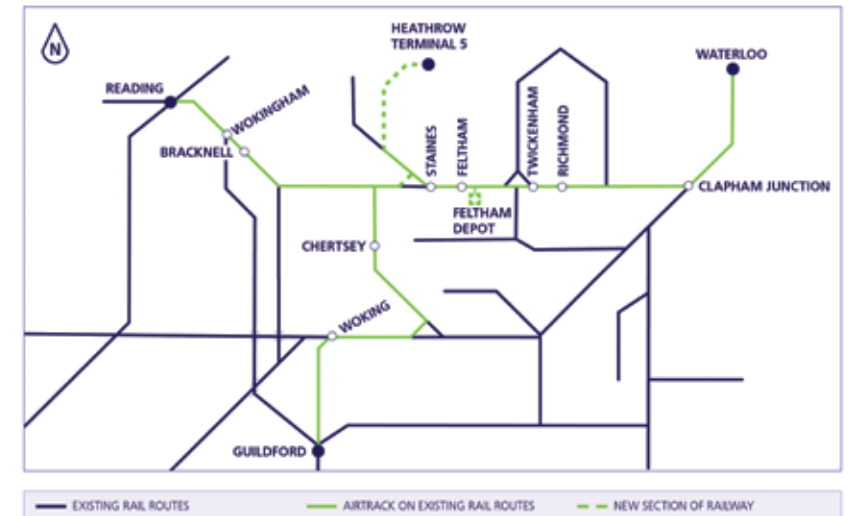 N
HEATHROW
TERMINAL 5
WATERLOO
READING
WOKINGHAM
BRACKNELL
STAINES
FELTHAM
TWICKENHAM
RICHMOND
CLAPHAM JUNCTION
FELTHAM
DEPOT
CHERTSEY
WOKING
GUILDFORD
EXISTING RAIL ROUTES
AIRTRACK ON EXISTING RAIL ROUTES
NEW SECTION OF RAILWAY